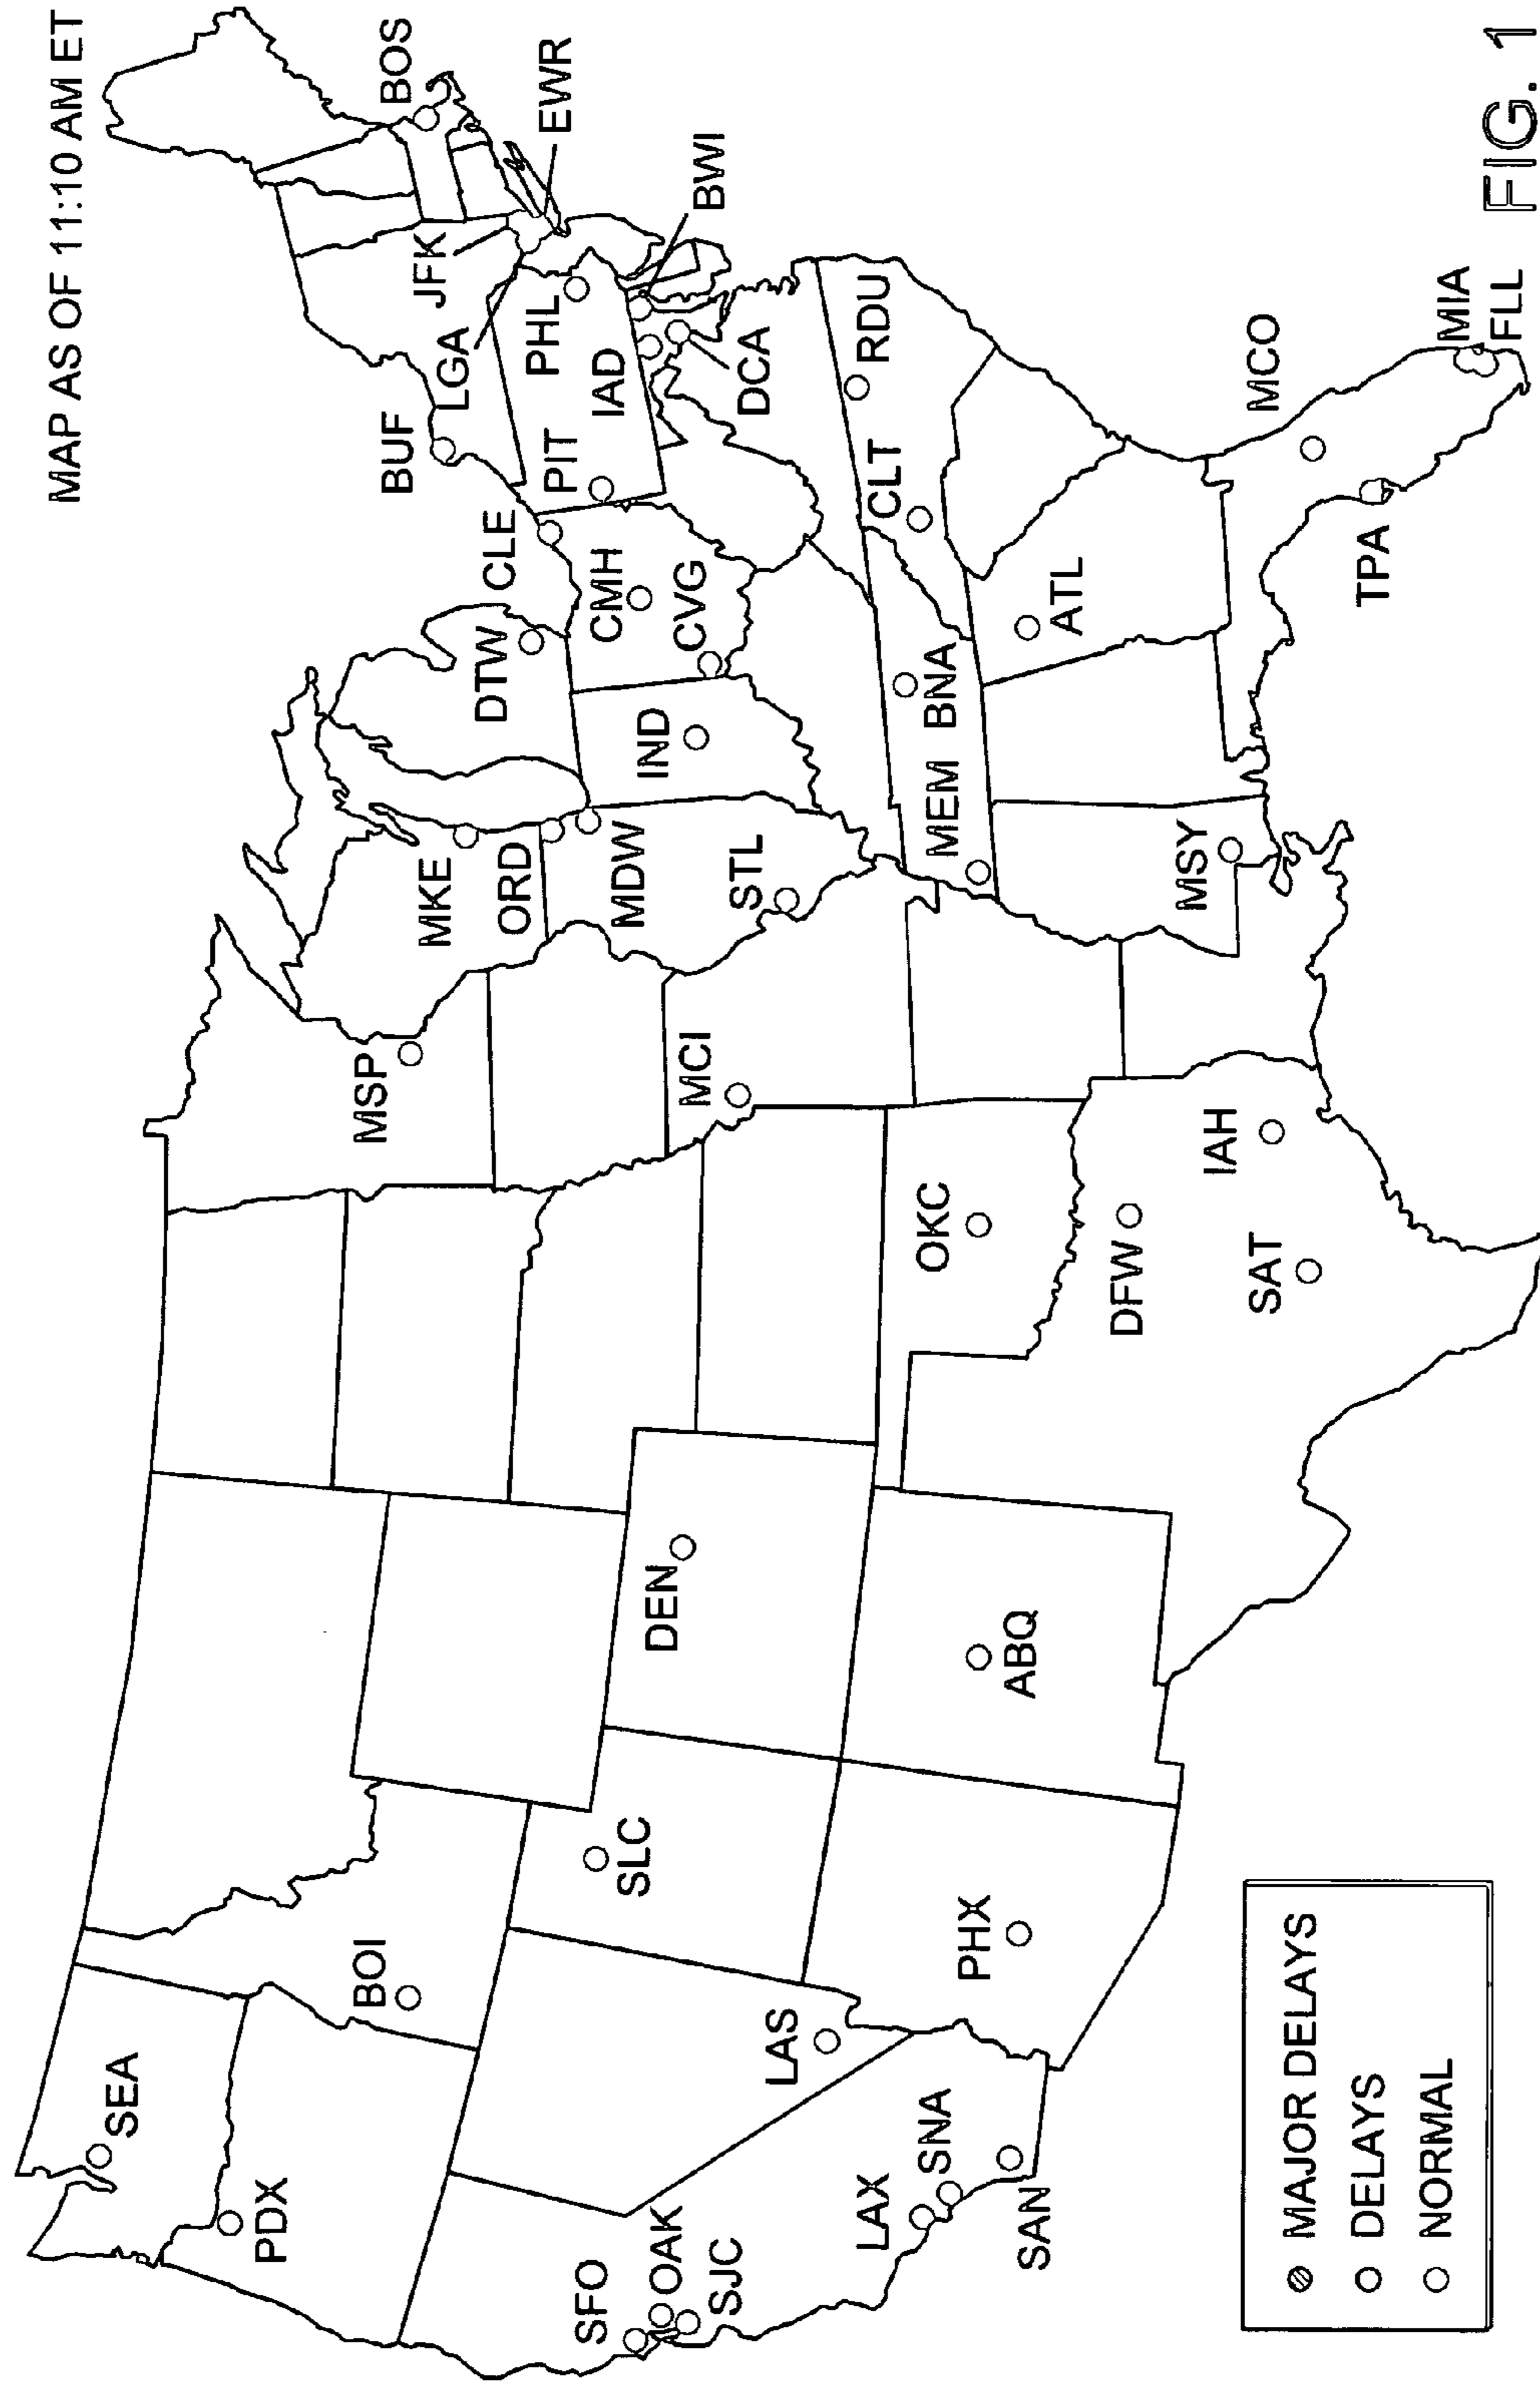 MAP AS OF 11:10 AM ET
SEA
PDX
BOI
SFO
OAK
SJC
LAX
SNA
SAN
LAS
SLC
PHX
DEN
ABQ
MSP
MCI
OKC
DFW
IAH
SAT
MKE
ORD
MDW
STL
IND
DTW
CLE
CMH
CVG
MEM
BNA
MSY
ATL
BUF
LGA
JFK
PIT
PHL
IAD
BOS
EWR
BWI
DCA
RDU
CLT
MCO
TPA
MIA
FLL
MAJOR DELAYS
DELAYS
NORMAL
FIG. 1